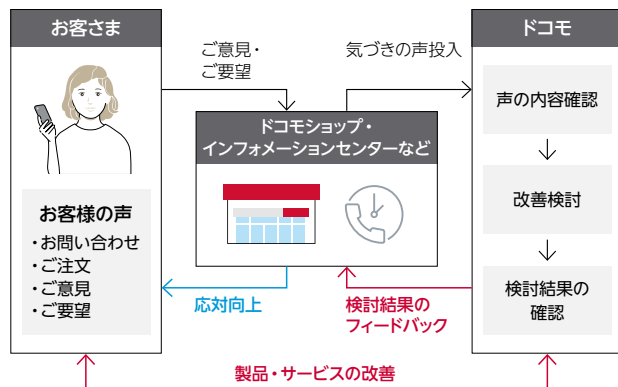 お客さま
ご意見・
ご要望
気づきの声投入
ドコモ
声の内容確認
ドコモショップ・
インフォメーションセンターなど
改善検討
お客様の声
・お問い合わせ
・ご注文
・ご意見
・ご要望
応対向上
検討結果の
フィードバック
検討結果の
確認
製品・サービスの改善